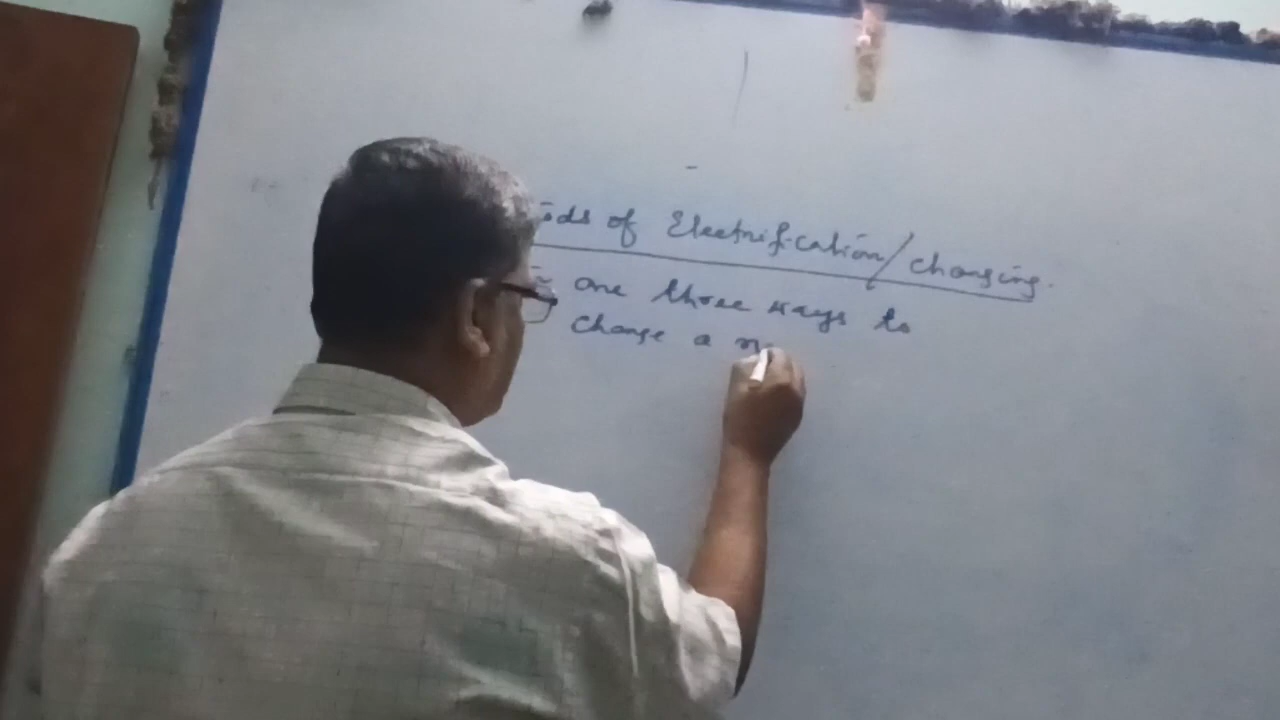 ods of Electrification/charging.
are three ways to
charge a